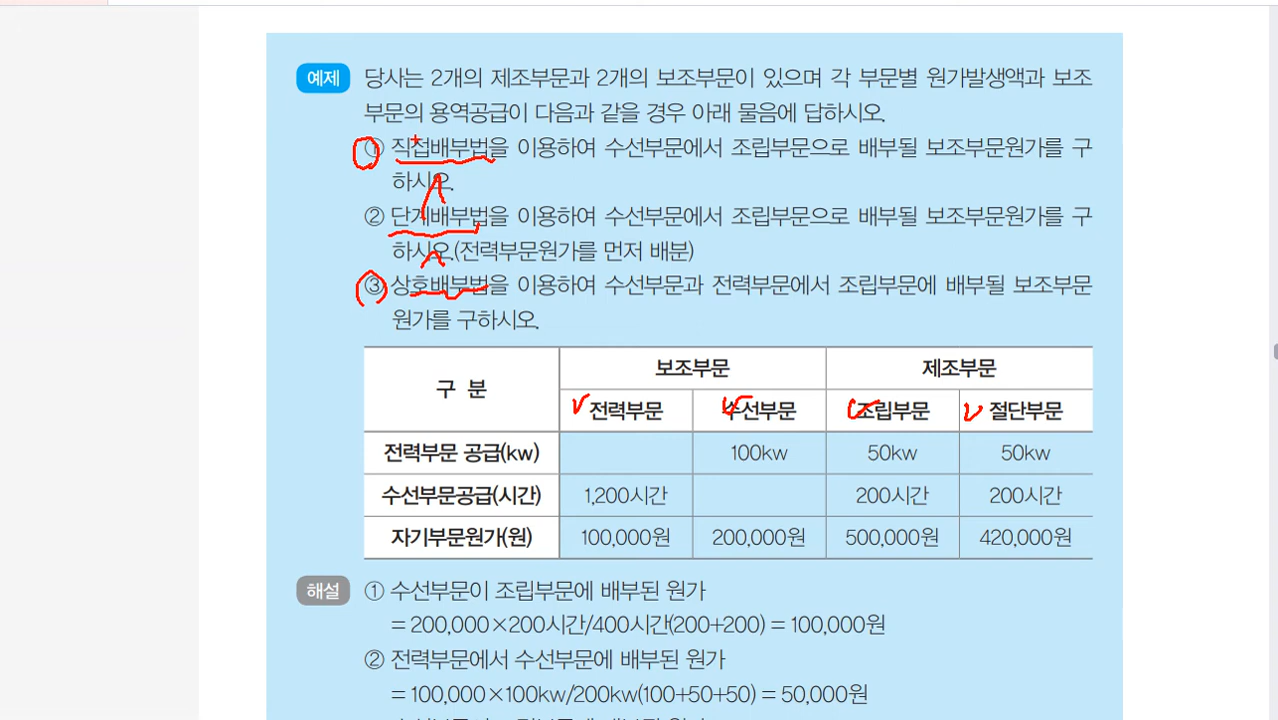 예제 당사는 2개의 제조부문과 2개의 보조부문이 있으며 각 부문별 원가발생액과 보조
부문의 용역공급이 다음과 같을 경우 아래 물음에 답하시오.
① 직접배부법을 이용하여 수선부문에서 조립부문으로 배부될 보조부문원가를 구
하시오.
② 단계배부법을 이용하여 수선부문에서 조립부문으로 배부될 보조부문원가를 구
하시오.(전력부문원가를 먼저 배분)
③ 상호배부법을 이용하여 수선부문과 전력부문에서 조립부문에 배부될 보조부문
원가를 구하시오.
구 분 보조부문 제조부문
전력부문 수선부문 조립부문 절단부문
전력부문 공급(kw) 100kw 50kw 50kw
수선부문공급(시간) 1,200시간 200시간 200시간
자기부문원가(원) 100,000원 200,000원 500,000원 420,000원
해설 ① 수선부문이 조립부문에 배부된 원가
= 200,000×200시간/400시간(200+200) = 100,000원
② 전력부문에서 수선부문에 배부된 원가
= 100,000×100kw/200kw(100+50+50) = 50,000원